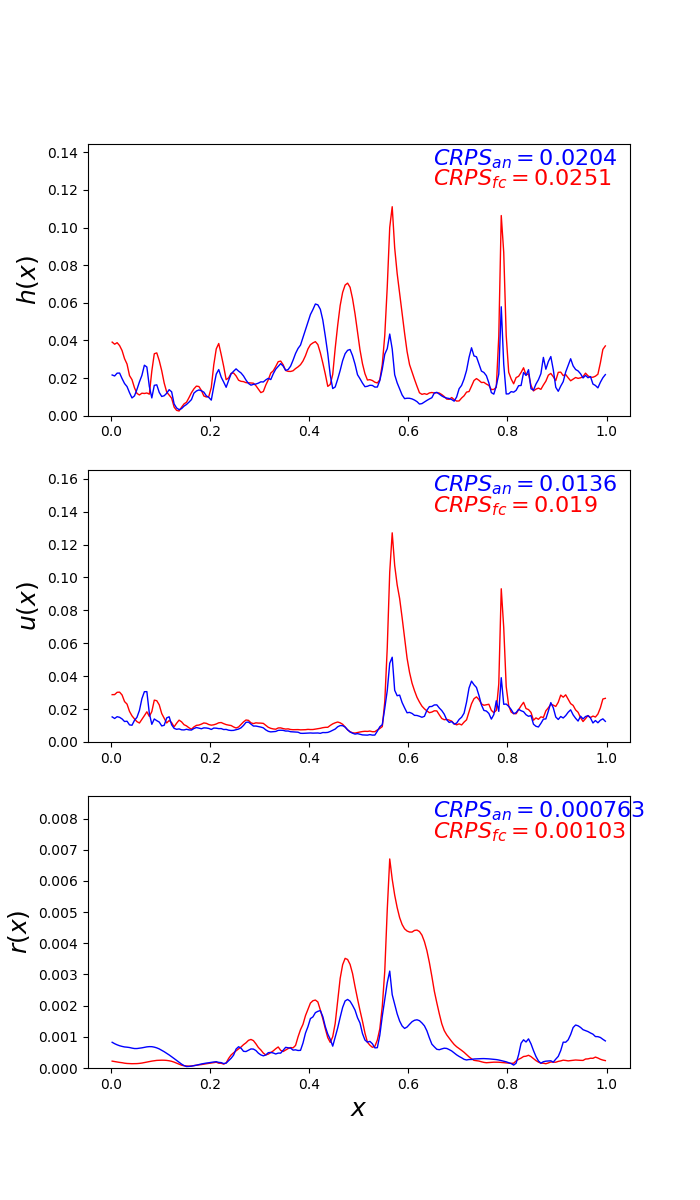 0.14
0.12
0.10
0.08
0.06
0.04
0.02
0.00
h(x)
CRPS_an = 0.0204
CRPS_fc = 0.0251
0.0 0.2 0.4 0.6 0.8 1.0
0.16
0.14
0.12
0.10
0.08
0.06
0.04
0.02
0.00
u(x)
CRPS_an = 0.0136
CRPS_fc = 0.019
0.0 0.2 0.4 0.6 0.8 1.0
0.008
0.007
0.006
0.005
0.004
0.003
0.002
0.001
0.000
r(x)
CRPS_an = 0.000763
CRPS_fc = 0.00103
0.0 0.2 0.4 0.6 0.8 1.0
x